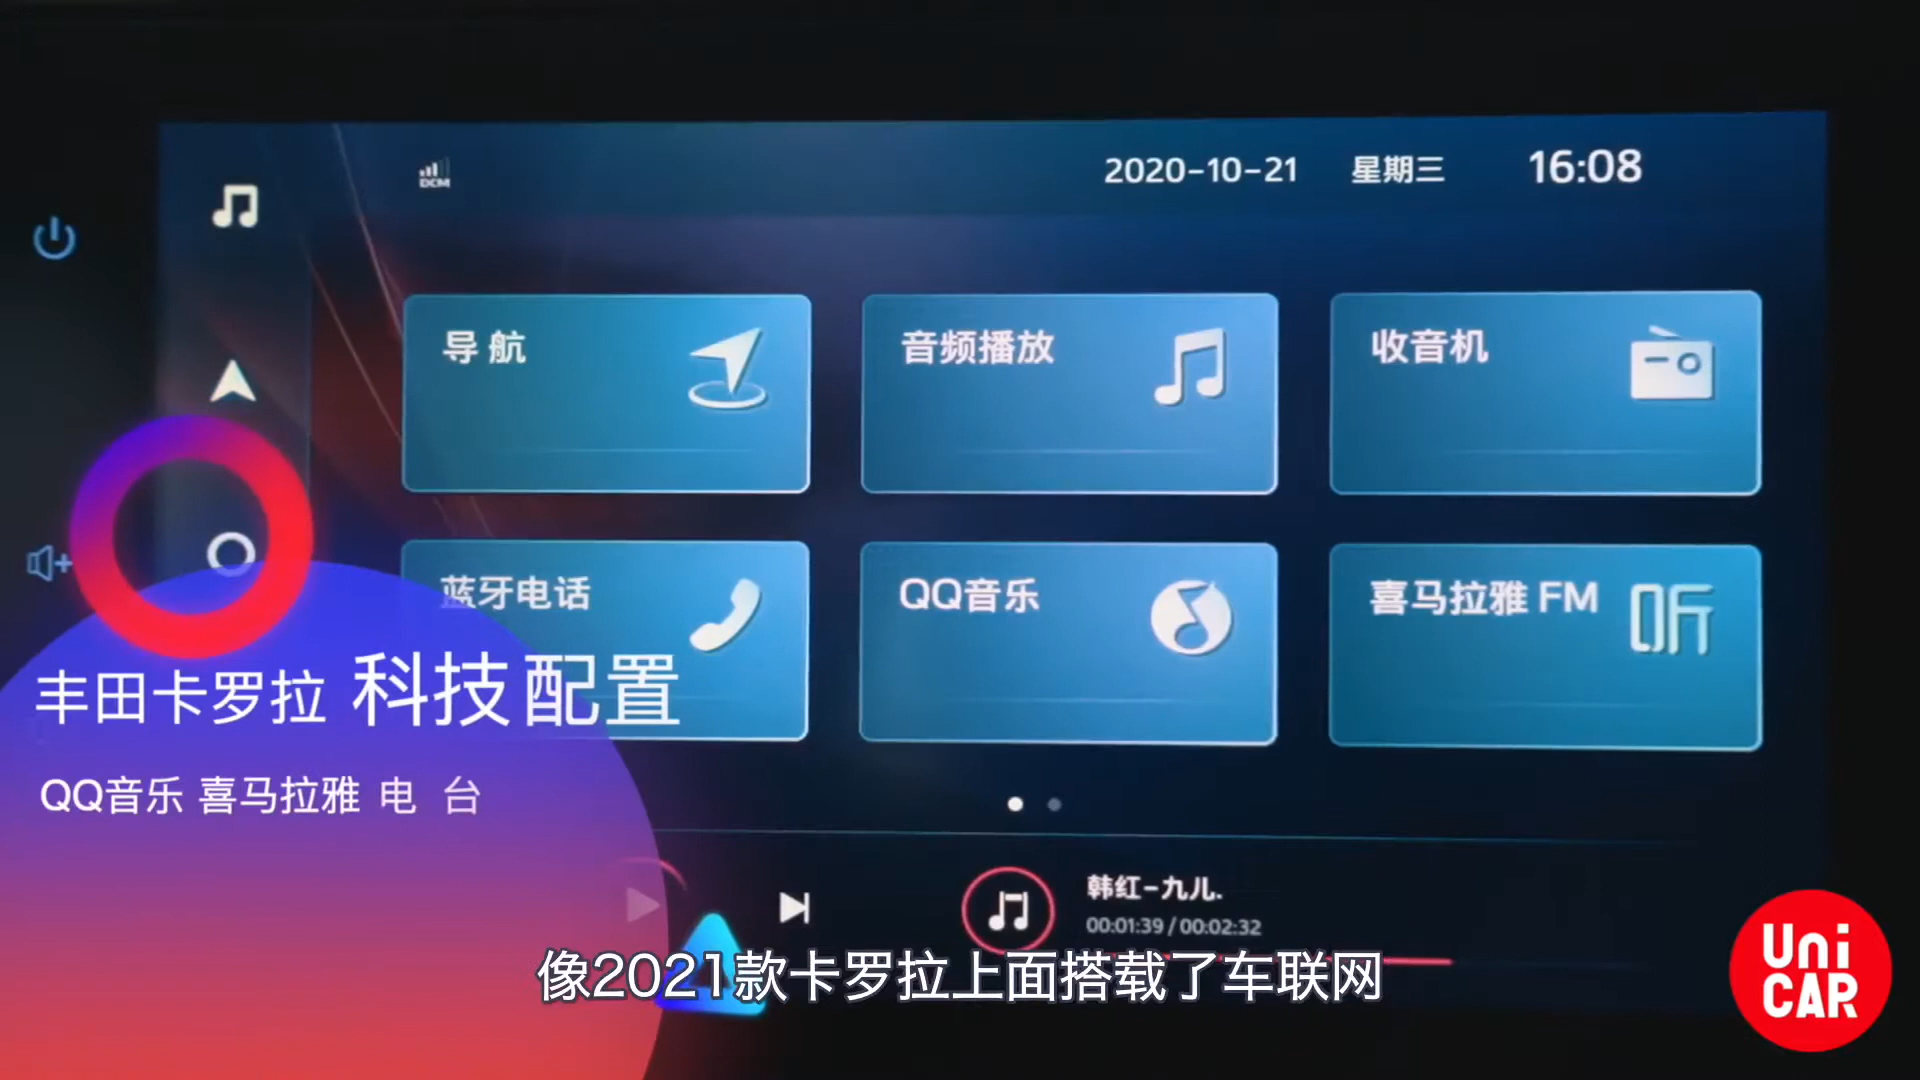 DCM
2020-10-21 星期三 16:08
导航
音频播放
收音机
蓝牙电话
QQ音乐
喜马拉雅 FM
听
丰田卡罗拉 科技配置
QQ音乐 喜马拉雅 电台
韩红-九儿.
00:01:39 / 00:02:32
像2021款卡罗拉上面搭载了车联网
Uni
CAR